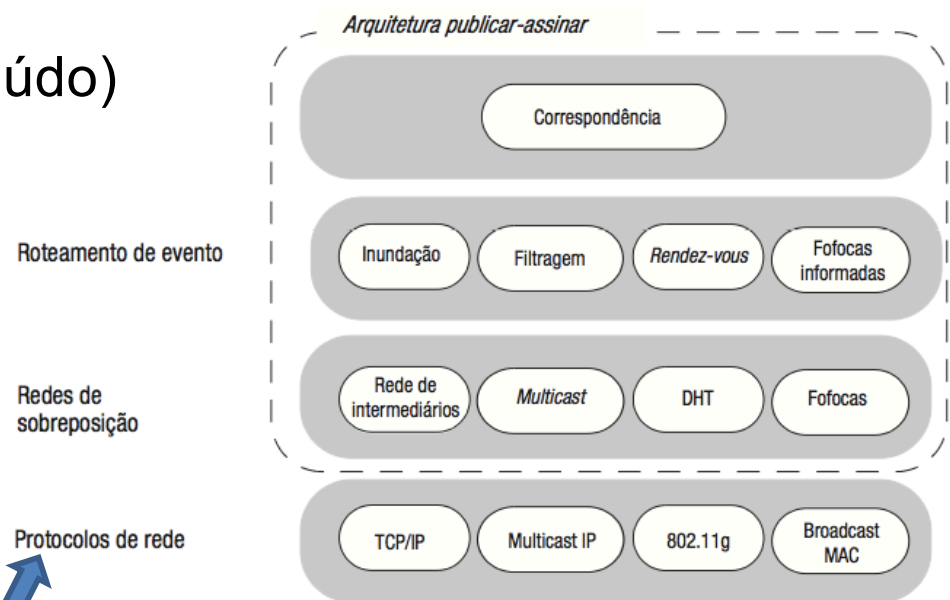 Arquitetura publicar-assinar
údo)
Correspondência
Roteamento de evento
Inundação
Filtragem
Rendez-vous
Fofocas
informadas
Redes de
sobreposição
Rede de
intermediários
Multicast
DHT
Fofocas
Protocolos de rede
TCP/IP
Multicast IP
802.11g
Broadcast
MAC